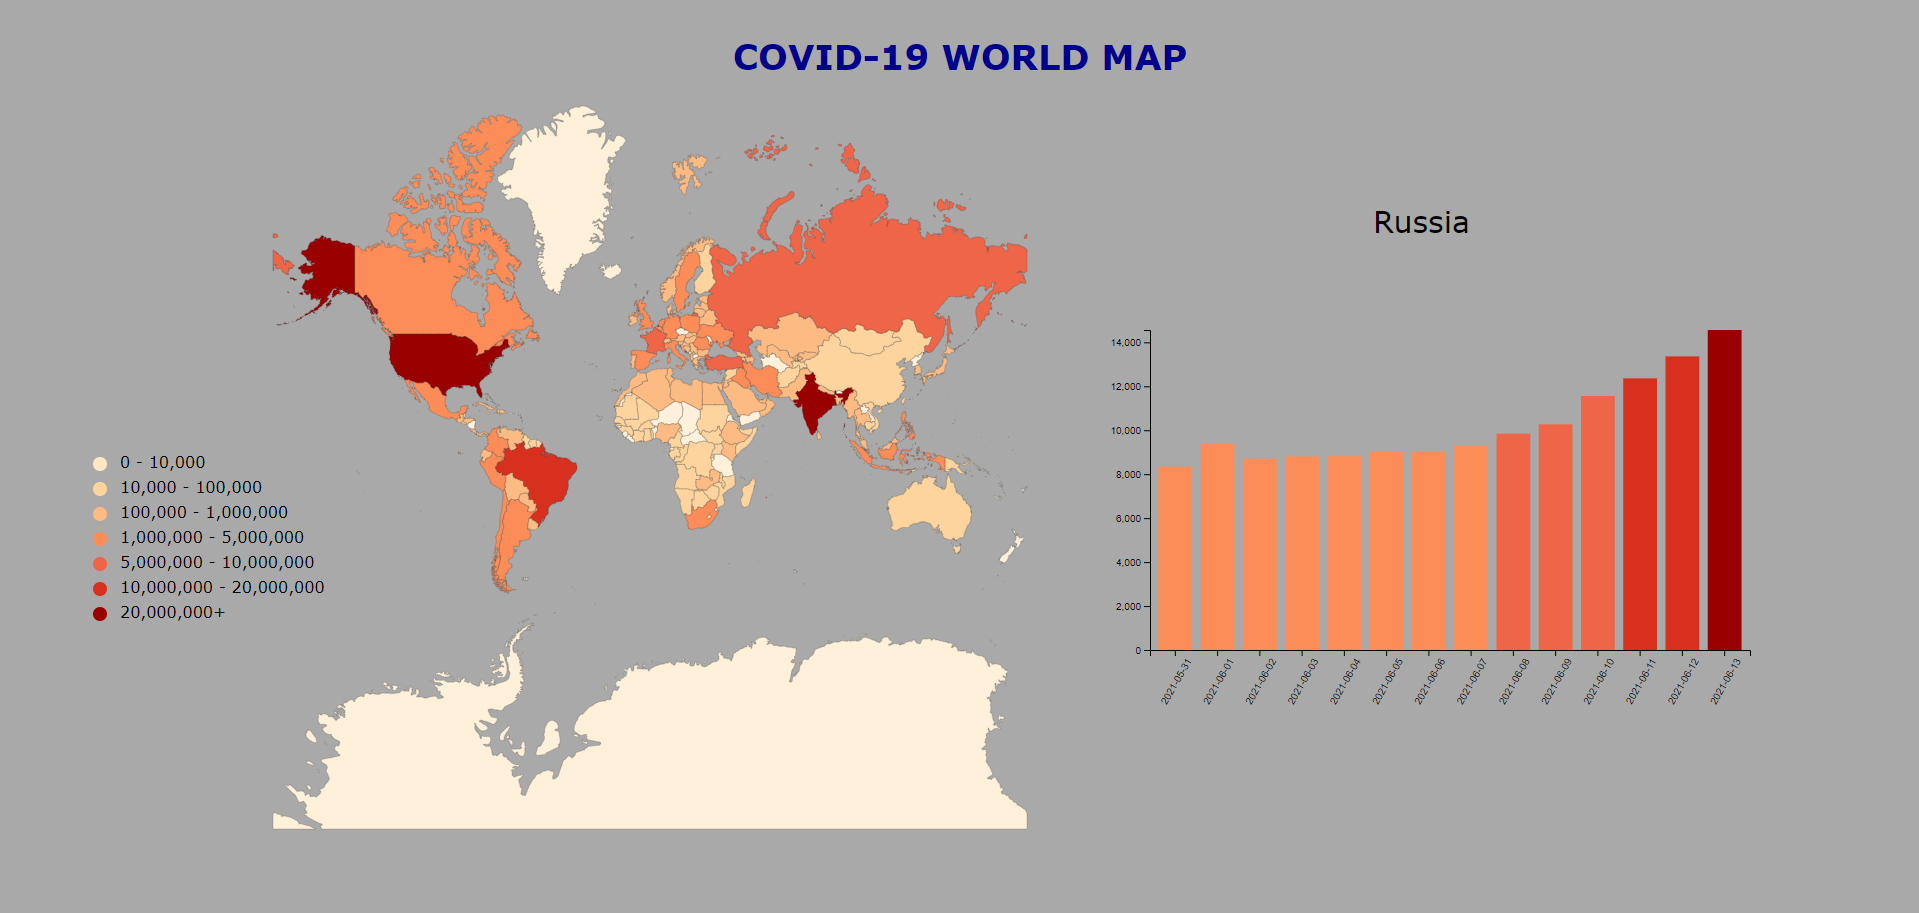 COVID-19 WORLD MAP
0 - 10,000
10,000 - 100,000
100,000 - 1,000,000
1,000,000 - 5,000,000
5,000,000 - 10,000,000
10,000,000 - 20,000,000
20,000,000+
Russia
14,000
12,000
10,000
8,000
6,000
4,000
2,000
0
2021-05-31
2021-06-01
2021-06-02
2021-06-03
2021-06-04
2021-06-05
2021-06-06
2021-06-07
2021-06-08
2021-06-09
2021-06-10
2021-06-11
2021-06-12
2021-06-13